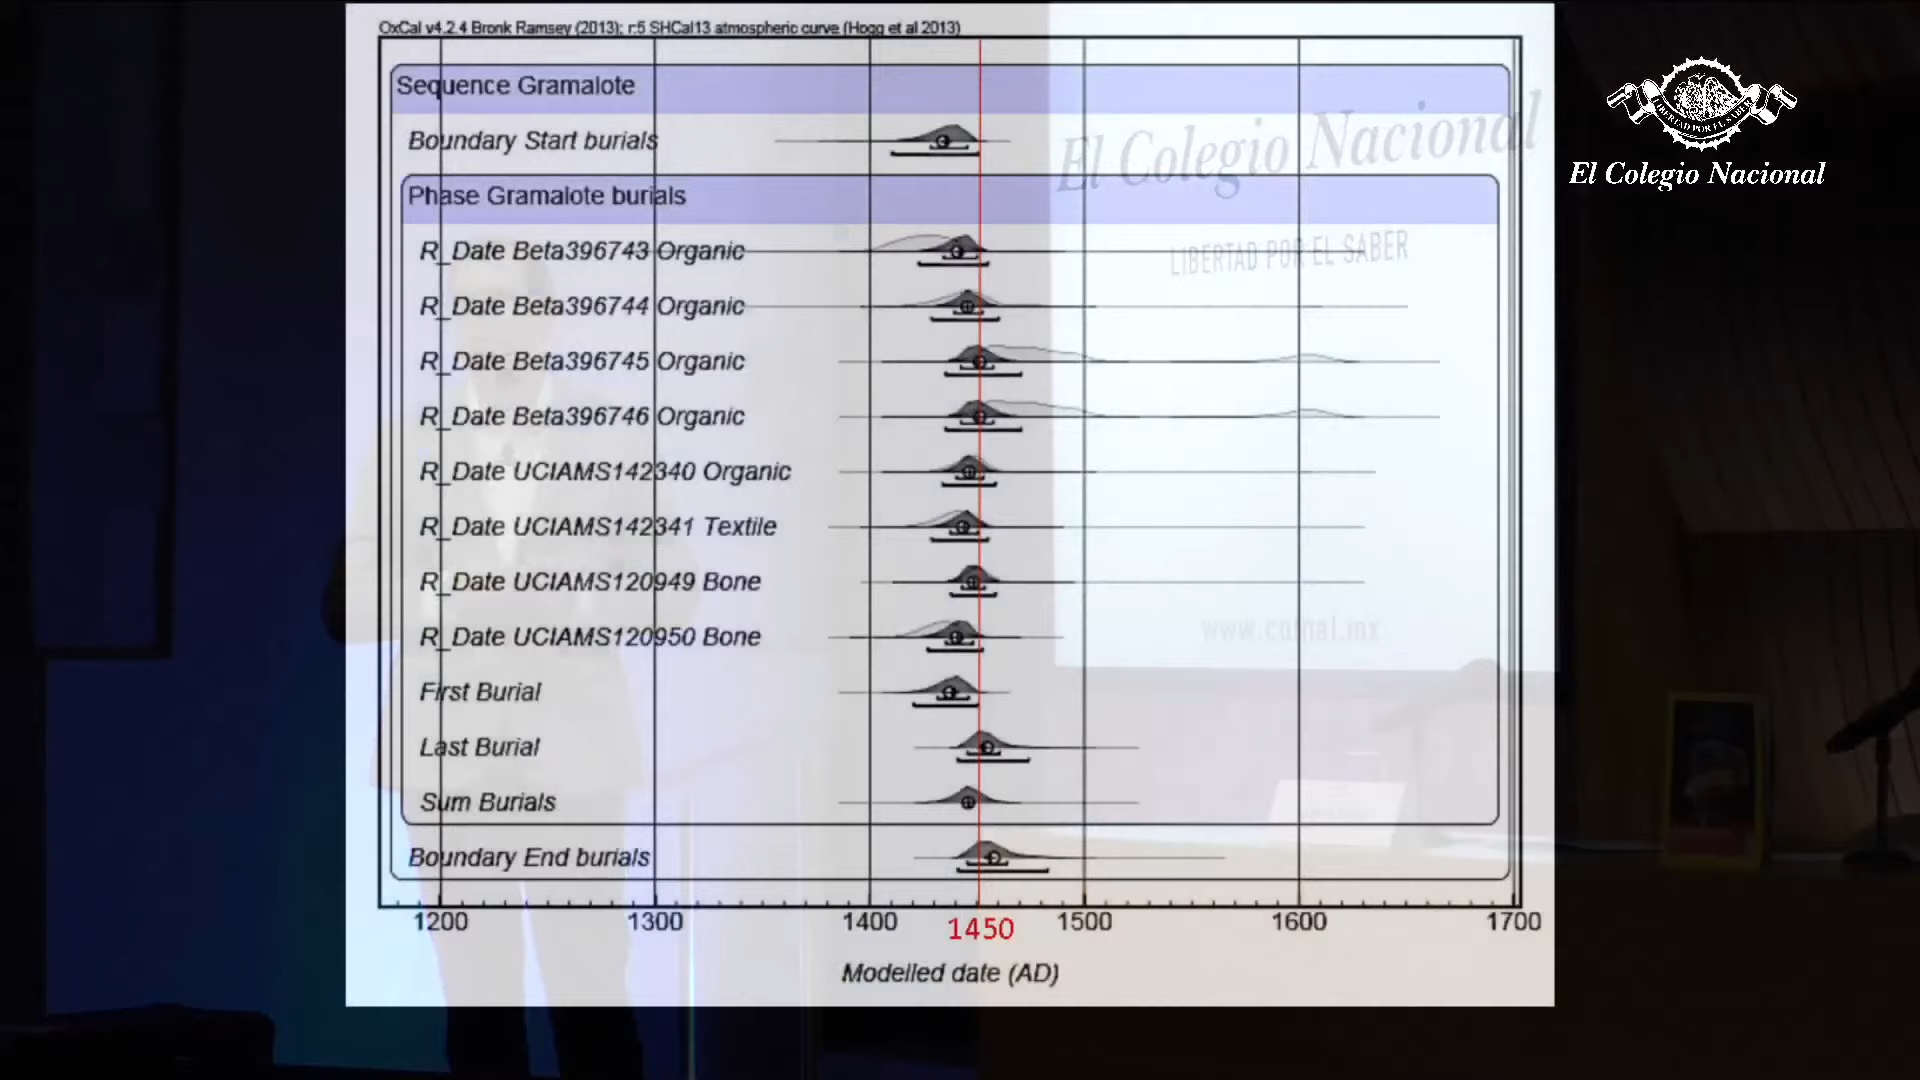 OxCal v4.2.4 Bronk Ramsey (2013); r:5 SHCal13 atmospheric curve (Hogg et al 2013)
Sequence Gramalote
Boundary Start burials
Phase Gramalote burials
R_Date Beta396743 Organic
R_Date Beta396744 Organic
R_Date Beta396745 Organic
R_Date Beta396746 Organic
R_Date UCIAMS142340 Organic
R_Date UCIAMS142341 Textile
R_Date UCIAMS120949 Bone
R_Date UCIAMS120950 Bone
First Burial
Last Burial
Sum Burials
Boundary End burials
1200 1300 1400 1450 1500 1600 1700
Modelled date (AD)
El Colegio Nacional
LIBERTAD POR EL SABER
www.colnal.mx
LIBERTAD POR EL SABER
El Colegio Nacional